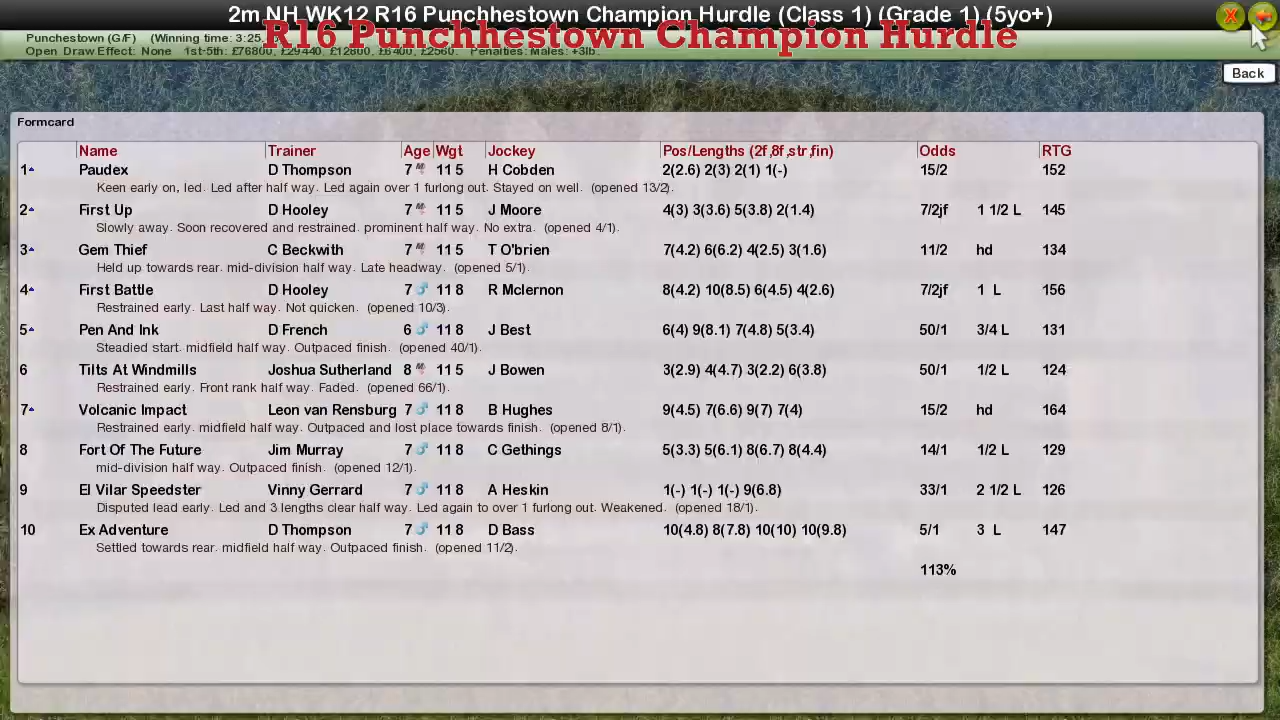 2m NH WK12 R16 Punchhestown Champion Hurdle (Class 1) (Grade 1) (5yo+)
R16 Punchhestown Champion Hurdle
Punchestown (G/F) (Winning time: 3:25.
Open Draw Effect: None 1st-5th: £76800, £29440, £12800, £6400, £2560. Penalties: Males: +3lb.
Back
Formcard
Name Trainer Age Wgt Jockey Pos/Lengths (2f,8f,str,fin) Odds RTG
1 Paudex D Thompson 7 11 5 H Cobden 2(2.6) 2(3) 2(1) 1(-) 15/2 152
Keen early on, led. Led after half way. Led again over 1 furlong out. Stayed on well. (opened 13/2).
2 First Up D Hooley 7 11 5 J Moore 4(3) 3(3.6) 5(3.8) 2(1.4) 7/2jf 1 1/2 L 145
Slowly away. Soon recovered and restrained. prominent half way. No extra. (opened 4/1).
3 Gem Thief C Beckwith 7 11 5 T O'brien 7(4.2) 6(6.2) 4(2.5) 3(1.6) 11/2 hd 134
Held up towards rear. mid-division half way. Late headway. (opened 5/1).
4 First Battle D Hooley 7 11 8 R Mclernon 8(4.2) 10(8.5) 6(4.5) 4(2.6) 7/2jf 1 L 156
Restrained early. Last half way. Not quicken. (opened 10/3).
5 Pen And Ink D French 6 11 8 J Best 6(4) 9(8.1) 7(4.8) 5(3.4) 50/1 3/4 L 131
Steadied start. midfield half way. Outpaced finish. (opened 40/1).
6 Tilts At Windmills Joshua Sutherland 8 11 5 J Bowen 3(2.9) 4(4.7) 3(2.2) 6(3.8) 50/1 1/2 L 124
Restrained early. Front rank half way. Faded. (opened 66/1).
7 Volcanic Impact Leon van Rensburg 7 11 8 B Hughes 9(4.5) 7(6.6) 9(7) 7(4) 15/2 hd 164
Restrained early. midfield half way. Outpaced and lost place towards finish. (opened 8/1).
8 Fort Of The Future Jim Murray 7 11 8 C Gethings 5(3.3) 5(6.1) 8(6.7) 8(4.4) 14/1 1/2 L 129
mid-division half way. Outpaced finish. (opened 12/1).
9 El Vilar Speedster Vinny Gerrard 7 11 8 A Heskin 1(-) 1(-) 1(-) 9(6.8) 33/1 2 1/2 L 126
Disputed lead early. Led and 3 lengths clear half way. Led again to over 1 furlong out. Weakened. (opened 18/1).
10 Ex Adventure D Thompson 7 11 8 D Bass 10(4.8) 8(7.8) 10(10) 10(9.8) 5/1 3 L 147
Settled towards rear. midfield half way. Outpaced finish. (opened 11/2).
113%